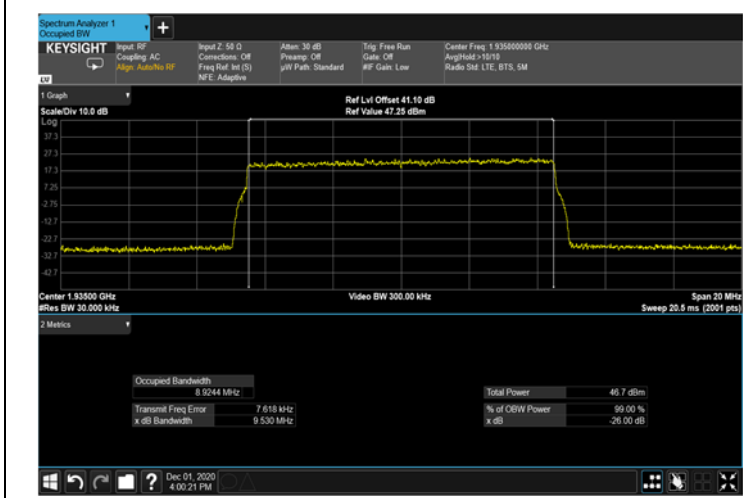 Spectrum Analyzer 1
Occupied BW
KEYSIGHT
Input: RF
Coupling: AC
Align: Auto/No RF
Input Z: 50 Ω
Corrections: Off
Freq Ref: Int (S)
NFE: Adaptive
Atten: 30 dB
Preamp: Off
µW Path: Standard
Trig: Free Run
Gate: Off
#IF Gain: Low
Center Freq: 1.935000000 GHz
Avg|Hold:>10/10
Radio Std: LTE, BTS, 5M
LXI
1 Graph
Scale/Div 10.0 dB
Ref Lvl Offset 41.10 dB
Ref Value 47.25 dBm
Log
37.3
27.3
17.3
7.25
-2.75
-12.7
-22.7
-32.7
-42.7
Center 1.93500 GHz
#Res BW 30.000 kHz
Video BW 300.00 kHz
Span 20 MHz
Sweep 20.5 ms (2001 pts)
2 Metrics
Occupied Bandwidth
8.9244 MHz
Transmit Freq Error 7.618 kHz
x dB Bandwidth 9.530 MHz
Total Power 46.7 dBm
% of OBW Power 99.00 %
x dB -26.00 dB
Dec 01, 2020
4:00:21 PM